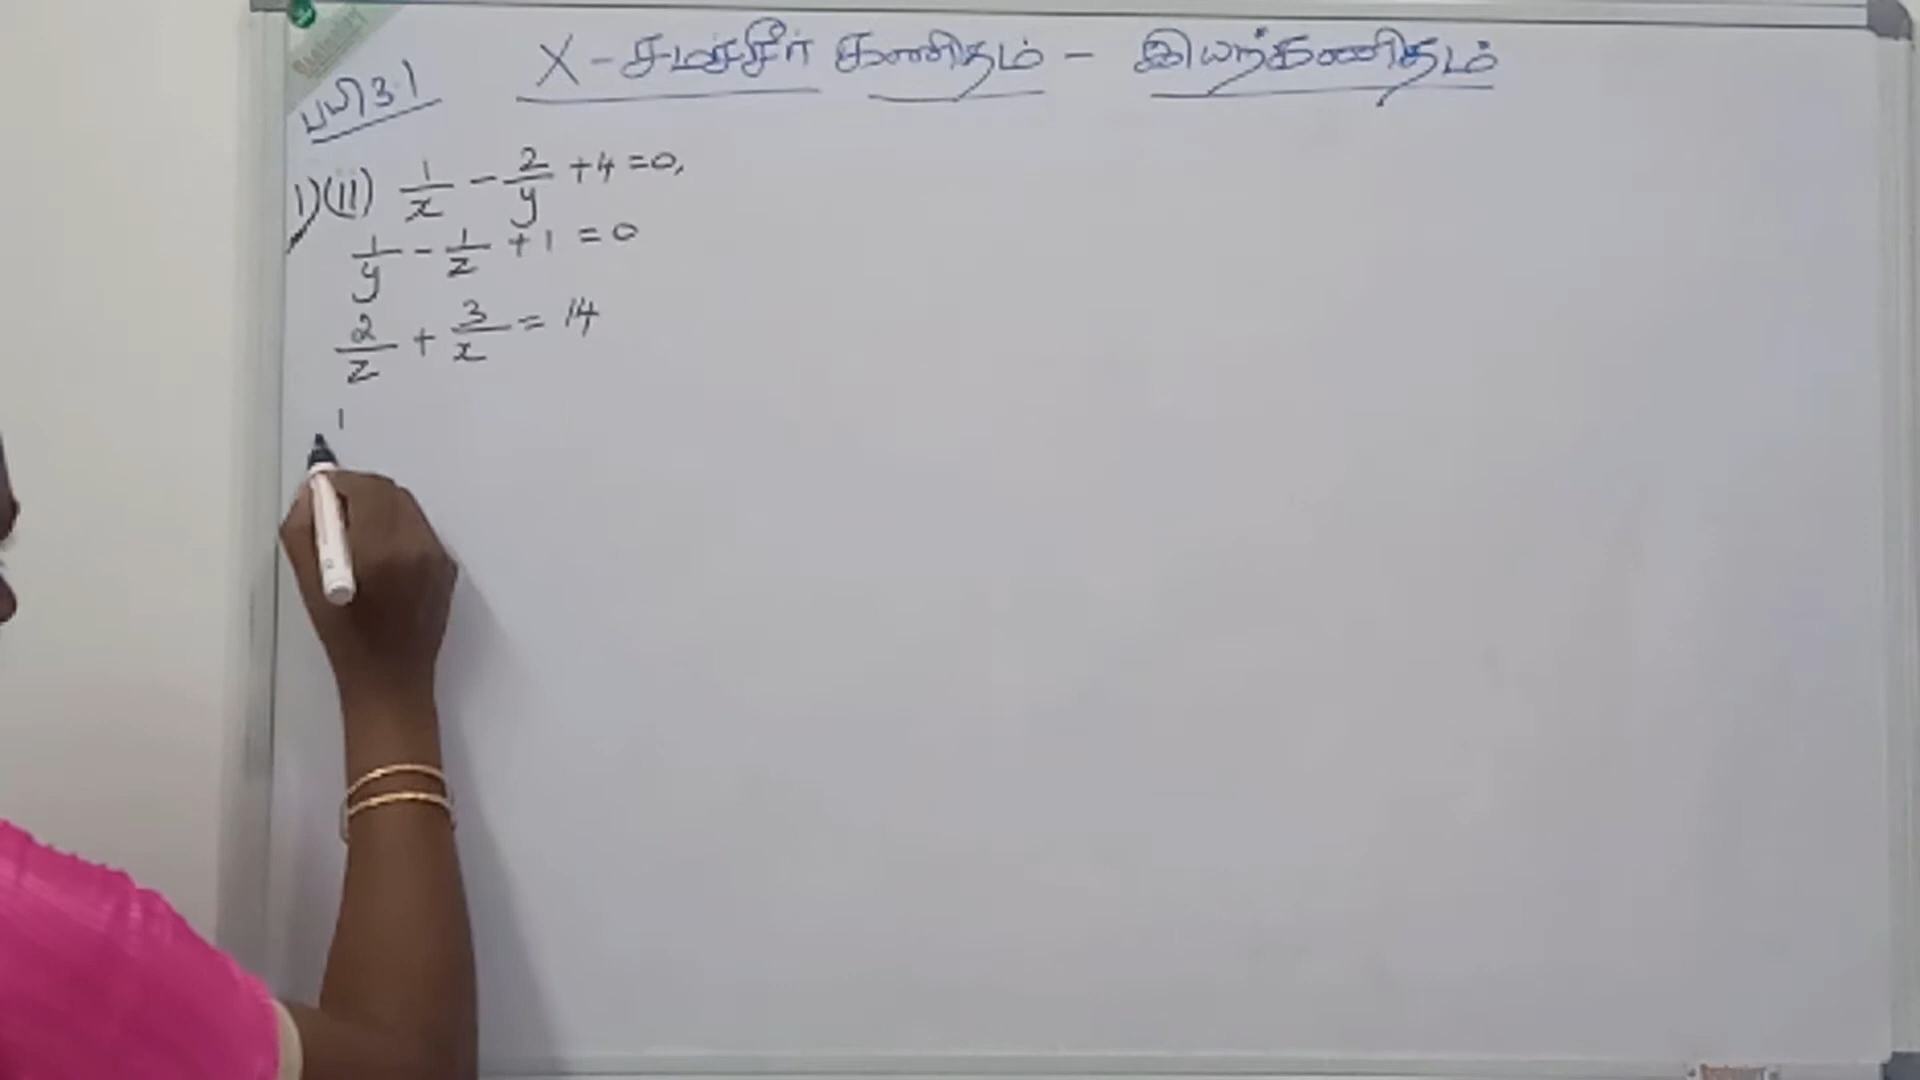 X - சமச்சீர் கணிதம் - இயற்கணிதம்
பயி 3.1
1) (ii) 1/x - 2/y + 4 = 0,
1/y - 1/z + 1 = 0
2/z + 3/x = 14
1